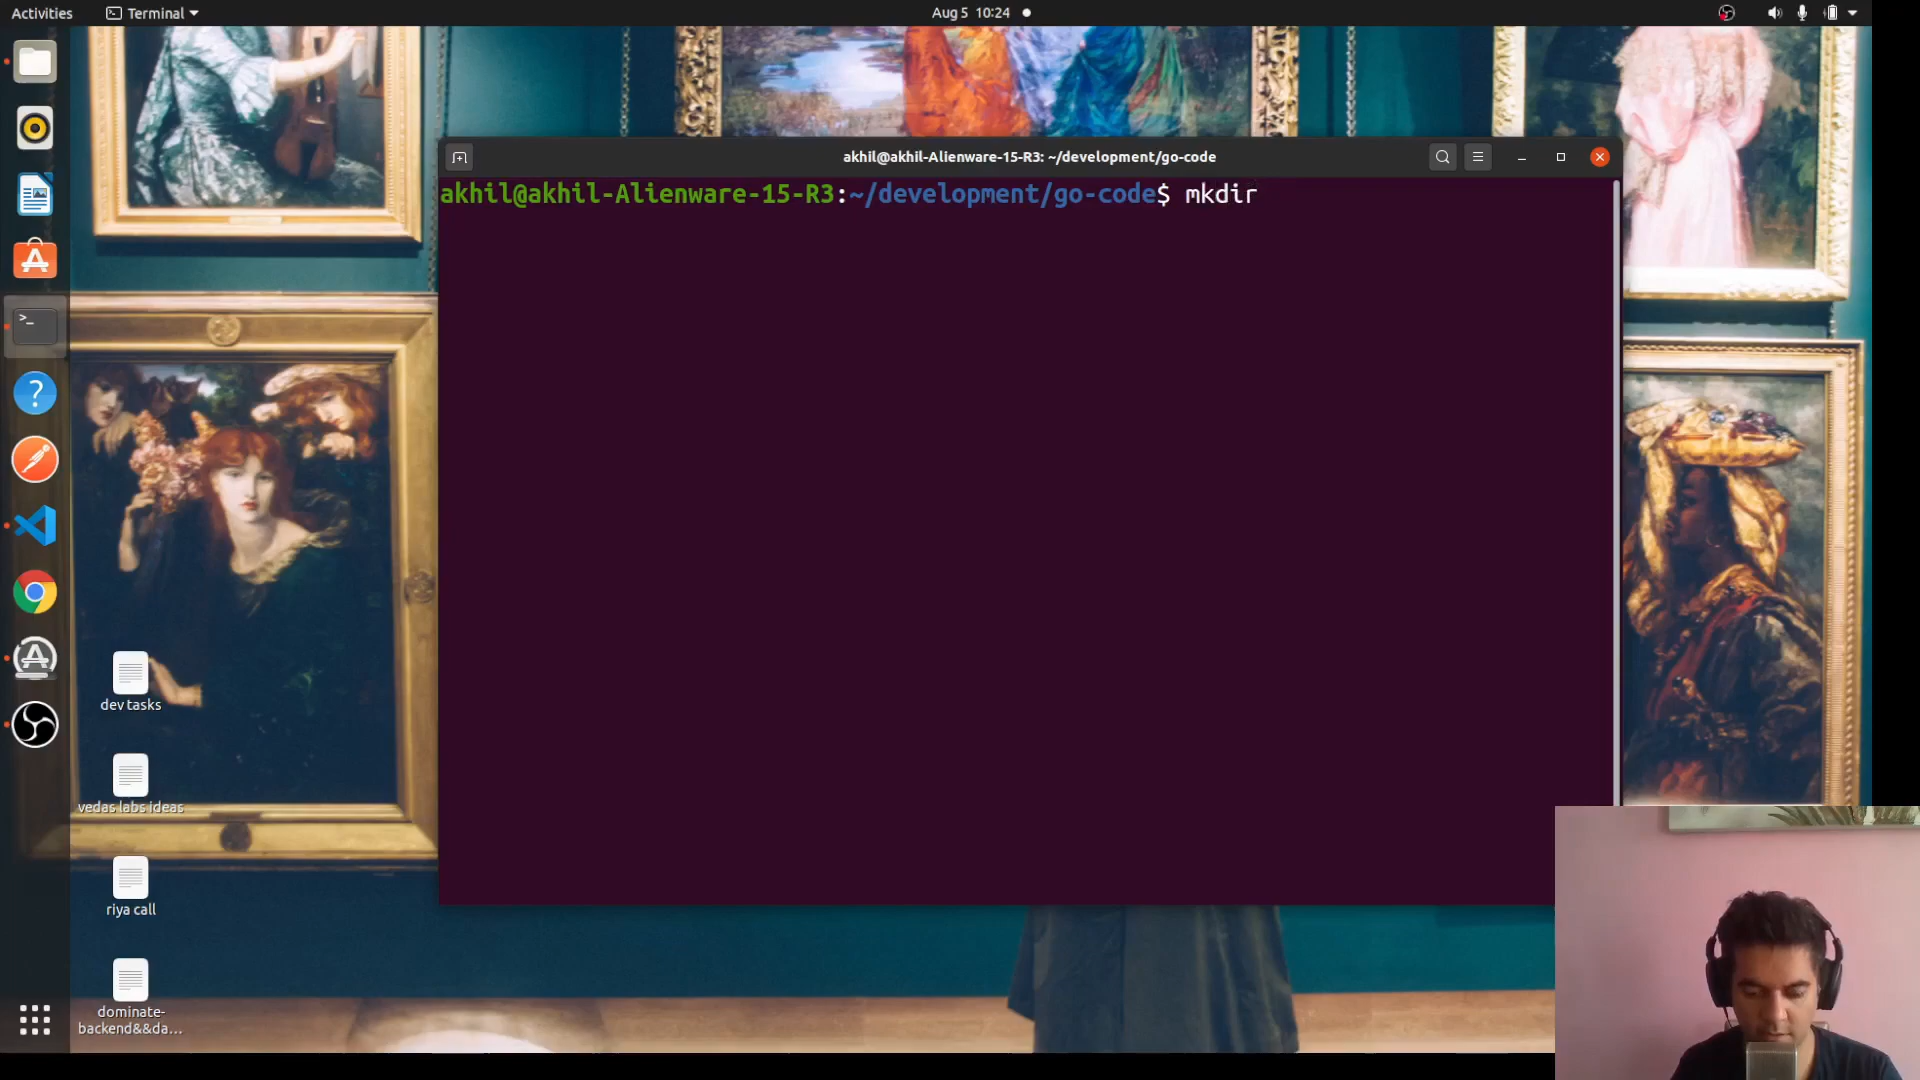 Activities
Terminal
Aug 5 10:24
akhil@akhil-Alienware-15-R3: ~/development/go-code
akhil@akhil-Alienware-15-R3:~/development/go-code$ mkdir
dev tasks
vedas labs ideas
riya call
dominate-
backend&&da...